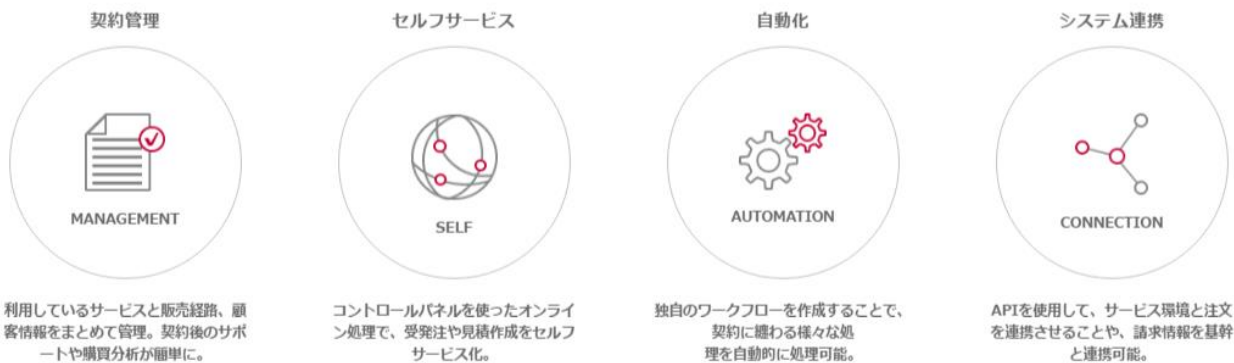 契約管理
MANAGEMENT
利用しているサービスと販売経路、顧
客情報をまとめて管理。契約後のサポ
ートや購買分析が簡単に。
セルフサービス
SELF
コントロールパネルを使ったオンライ
ン処理で、受発注や見積作成をセルフ
サービス化。
自動化
AUTOMATION
独自のワークフローを作成することで、
契約に纏わる様々な処
理を自動的に処理可能。
システム連携
CONNECTION
APIを使用して、サービス環境と注文
を連携させることや、請求情報を基幹
と連携可能。